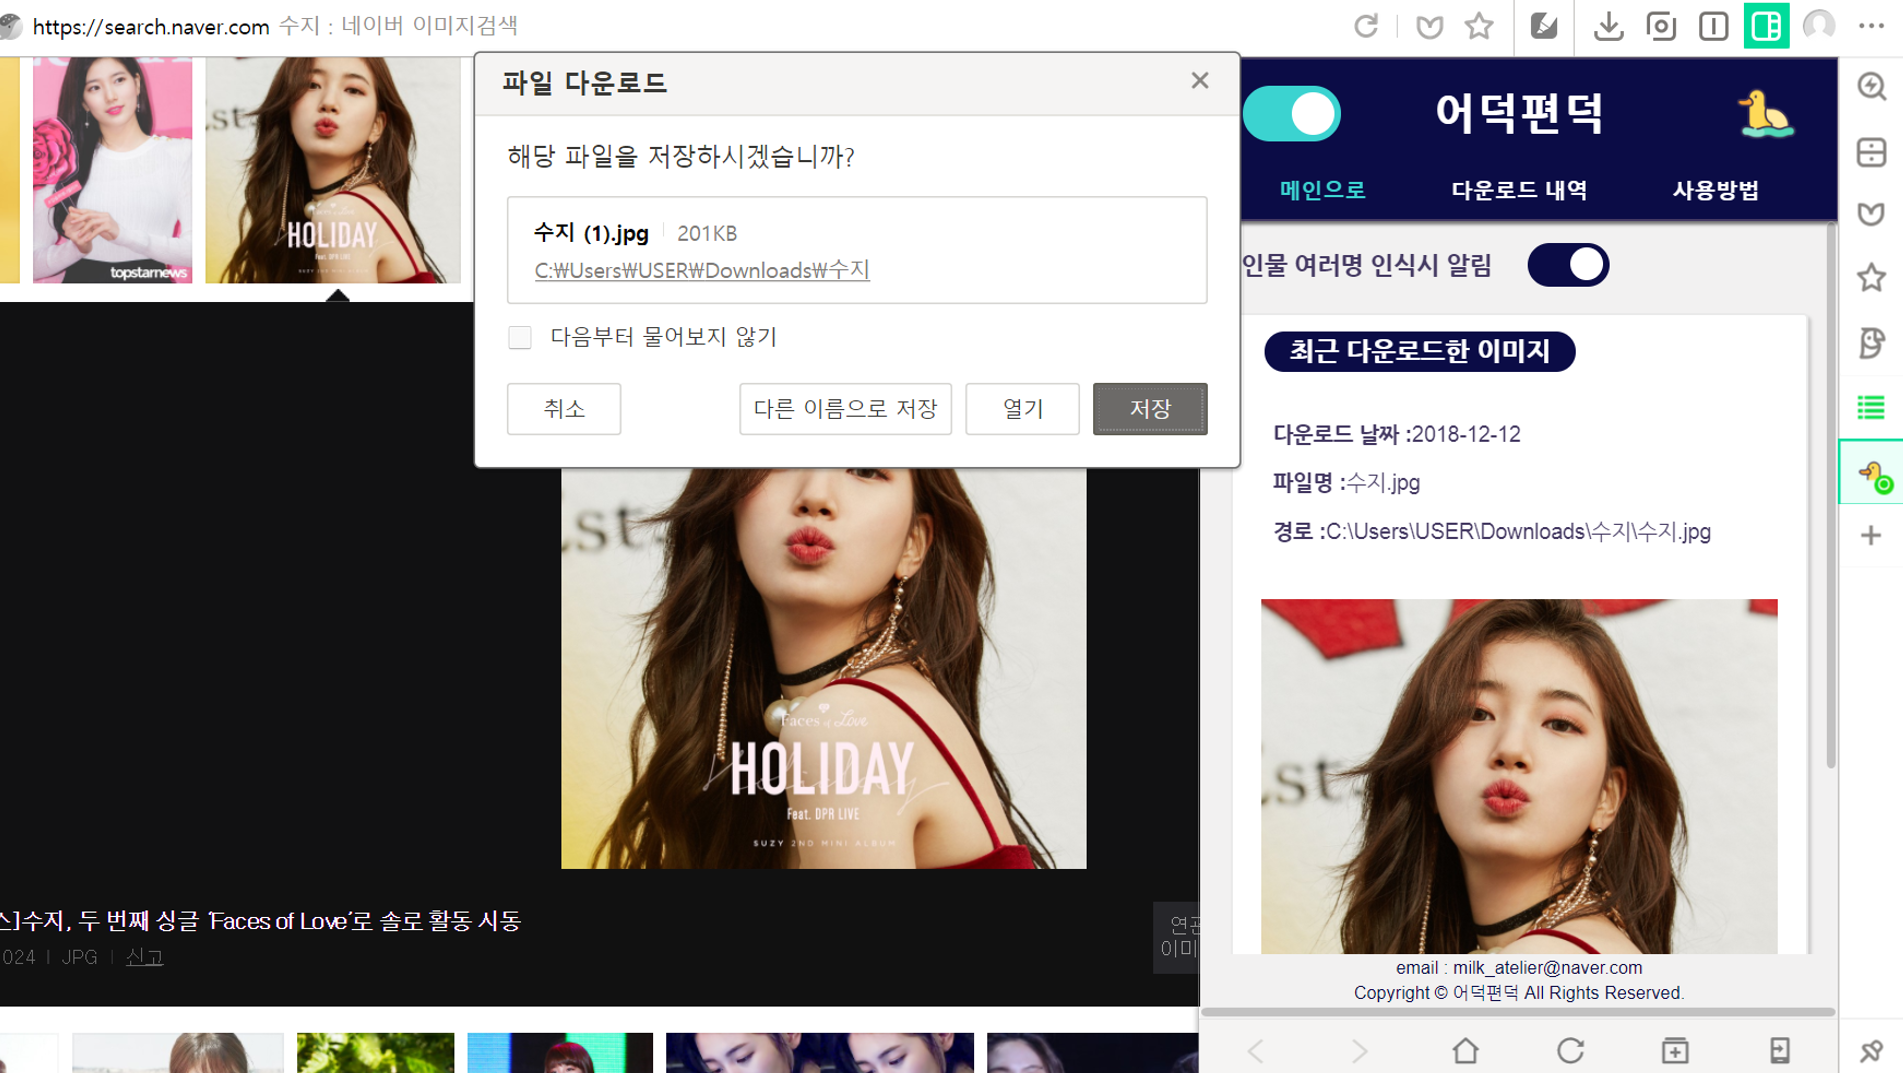 https://search.naver.com 수지 : 네이버 이미지검색
topstarnews
HOLIDAY
Feat. DPR LIVE
파일 다운로드
해당 파일을 저장하시겠습니까?
수지 (1).jpg 201KB
C:₩Users₩USER₩Downloads₩수지
다음부터 물어보지 않기
취소 다른 이름으로 저장 열기 저장
Faces of Love
HOLIDAY
Feat. DPR LIVE
SUZY 2ND MINI ALBUM
스]수지, 두 번째 싱글 ‘Faces of Love’로 솔로 활동 시동
024 | JPG | 신고
연관
이미
어덕편덕
메인으로 다운로드 내역 사용방법
인물 여러명 인식시 알림
최근 다운로드한 이미지
다운로드 날짜 :2018-12-12
파일명 :수지.jpg
경로 :C:\Users\USER\Downloads\수지\수지.jpg
email : milk_atelier@naver.com
Copyright © 어덕편덕 All Rights Reserved.